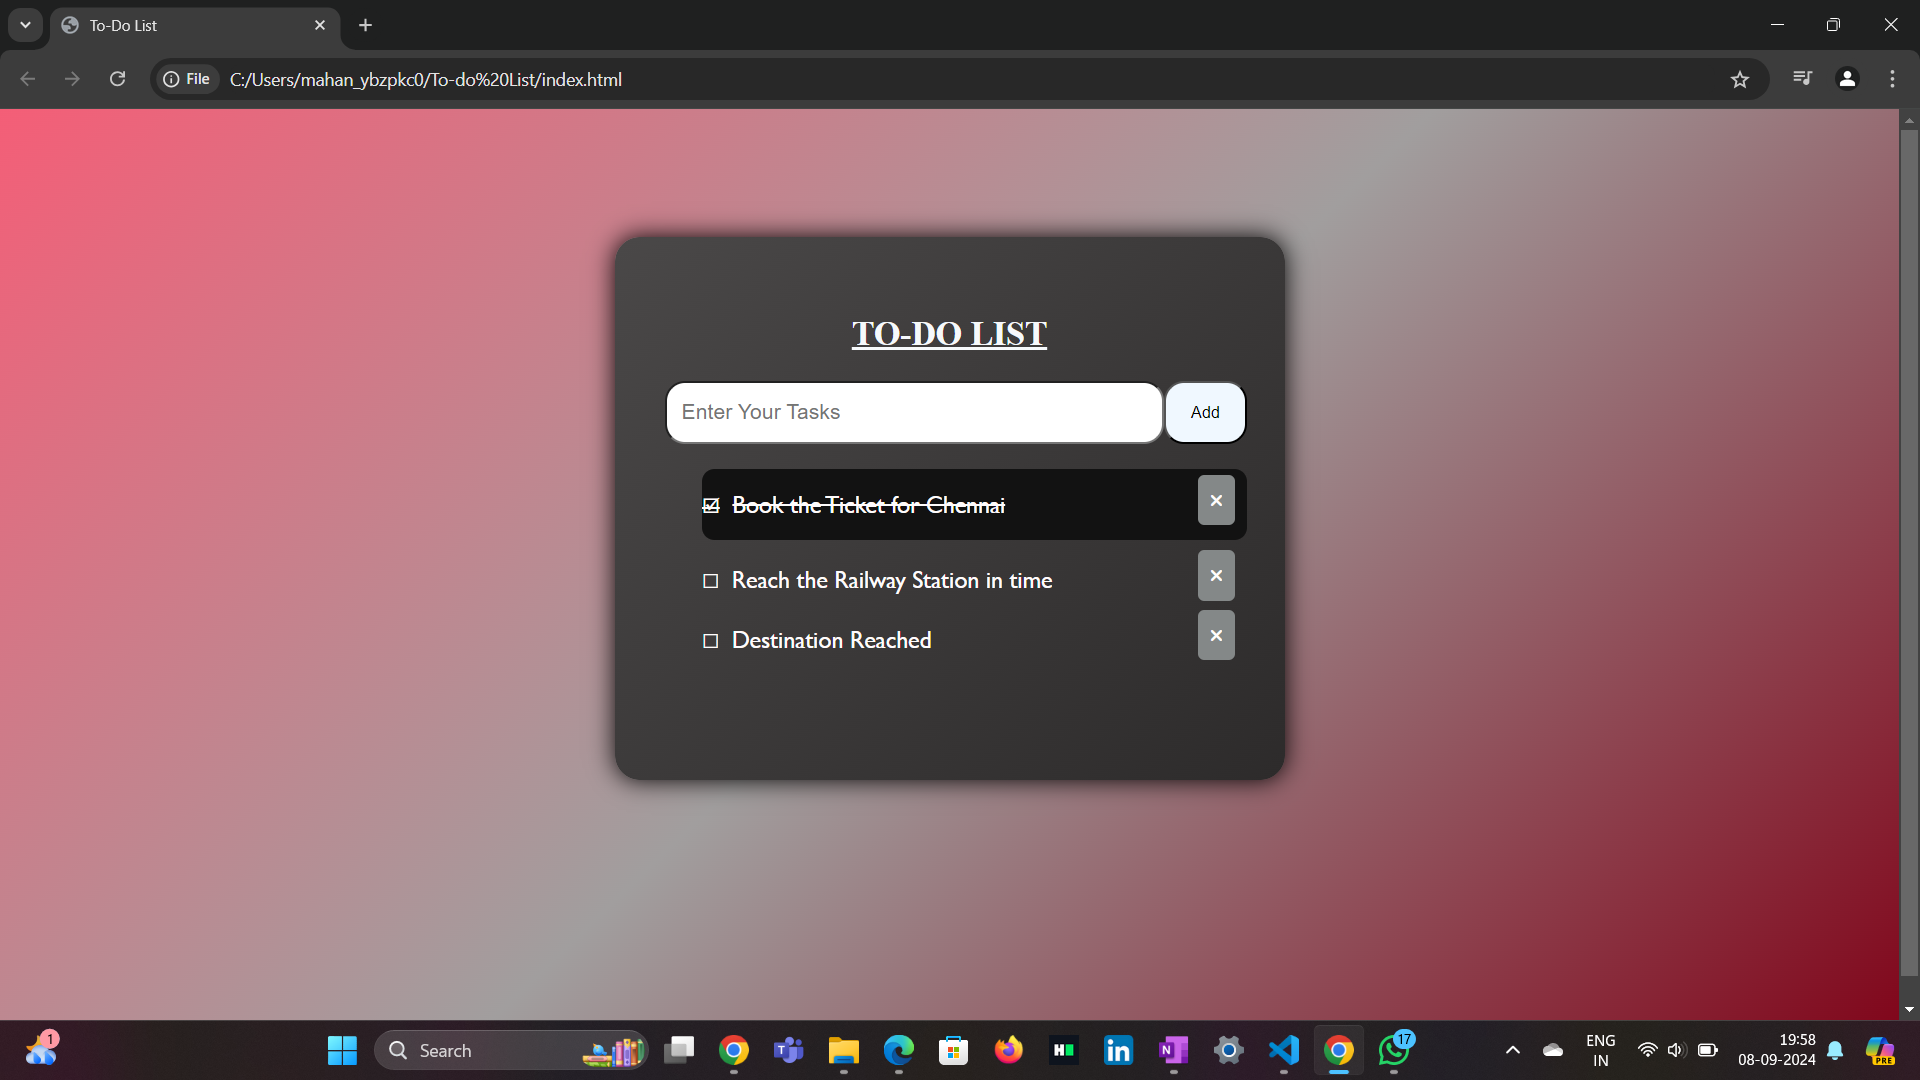 To-Do List
File C:/Users/mahan_ybzpkc0/To-do%20List/index.html
TO-DO LIST
Enter Your Tasks Add
Book the Ticket for Chennai
Reach the Railway Station in time
Destination Reached
1
Search
T
H
in
N
17
ENG
IN
19:58
08-09-2024
PRE